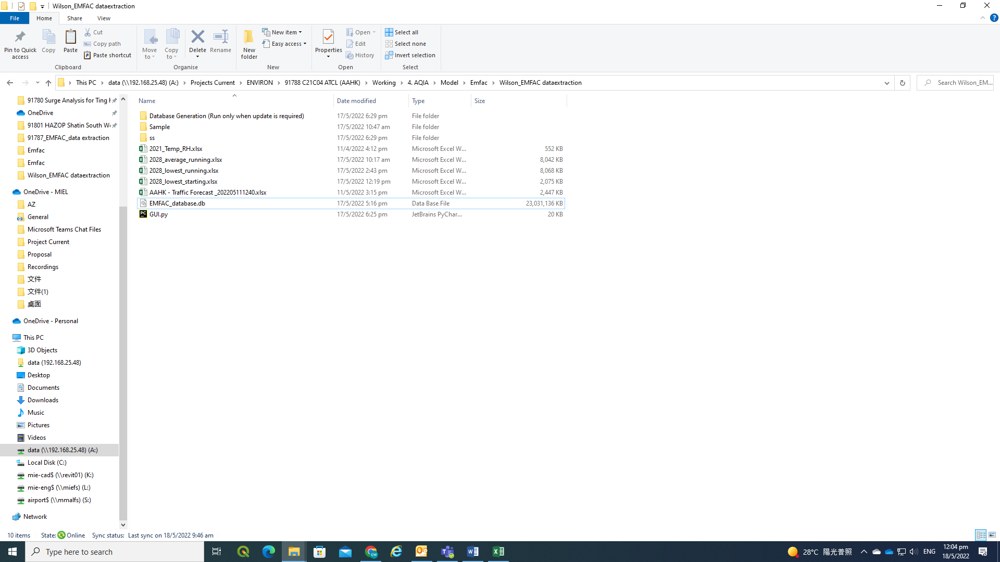 Wilson_EMFAC dataextraction
File Home Share View
Pin to Quick access
Copy
Paste
Cut
Copy path
Paste shortcut
Clipboard
Move to
Copy to
Delete
Rename
Organise
New folder
New item
Easy access
New
Properties
Open
Edit
History
Open
Select all
Select none
Invert selection
Select
This PC > data (\\192.168.25.48) (A:) > Projects Current > ENVIRON > 91788 C21C04 ATCL (AAHK) > Working > 4. AQIA > Model > Emfac > Wilson_EMFAC dataextraction
Search Wilson_EM...
91780 Surge Analysis for Ting
OneDrive
91801 HAZOP Shatin South
91787_EMFAC_data extraction
Emfac
Emfac
Wilson_EMFAC dataextraction
OneDrive - MIEL
AZ
General
Microsoft Teams Chat Files
Project Current
Proposal
Recordings
文件
文件(1)
桌面
OneDrive - Personal
This PC
3D Objects
data (192.168.25.48)
Desktop
Documents
Downloads
Music
Pictures
Videos
data (\\192.168.25.48) (A:)
Local Disk (C:)
mie-cad$ (\\revit01) (K:)
mie-eng$ (\\miefs) (L:)
airport$ (\\mmalfs) (S:)
Network
Name Date modified Type Size
Database Generation (Run only when update is required) 17/5/2022 6:29 pm File folder
Sample 17/5/2022 10:47 am File folder
ss 17/5/2022 6:29 pm File folder
2021_Temp_RH.xlsx 11/4/2022 4:12 pm Microsoft Excel W... 552 KB
2028_average_running.xlsx 17/5/2022 10:17 am Microsoft Excel W... 8,042 KB
2028_lowest_running.xlsx 17/5/2022 2:43 pm Microsoft Excel W... 8,068 KB
2028_lowest_starting.xlsx 17/5/2022 12:19 pm Microsoft Excel W... 2,075 KB
AAHK - Traffic Forecast _202205111240.xlsx 11/5/2022 3:15 pm Microsoft Excel W... 2,447 KB
EMFAC_database.db 17/5/2022 5:16 pm Data Base File 23,031,136 KB
GUI.py 17/5/2022 6:25 pm JetBrains PyChar... 20 KB
10 items State: Online Sync status: Last sync on 18/5/2022 9:46 am
Type here to search
28°C 陽光普照
ENG
12:04 pm
18/5/2022